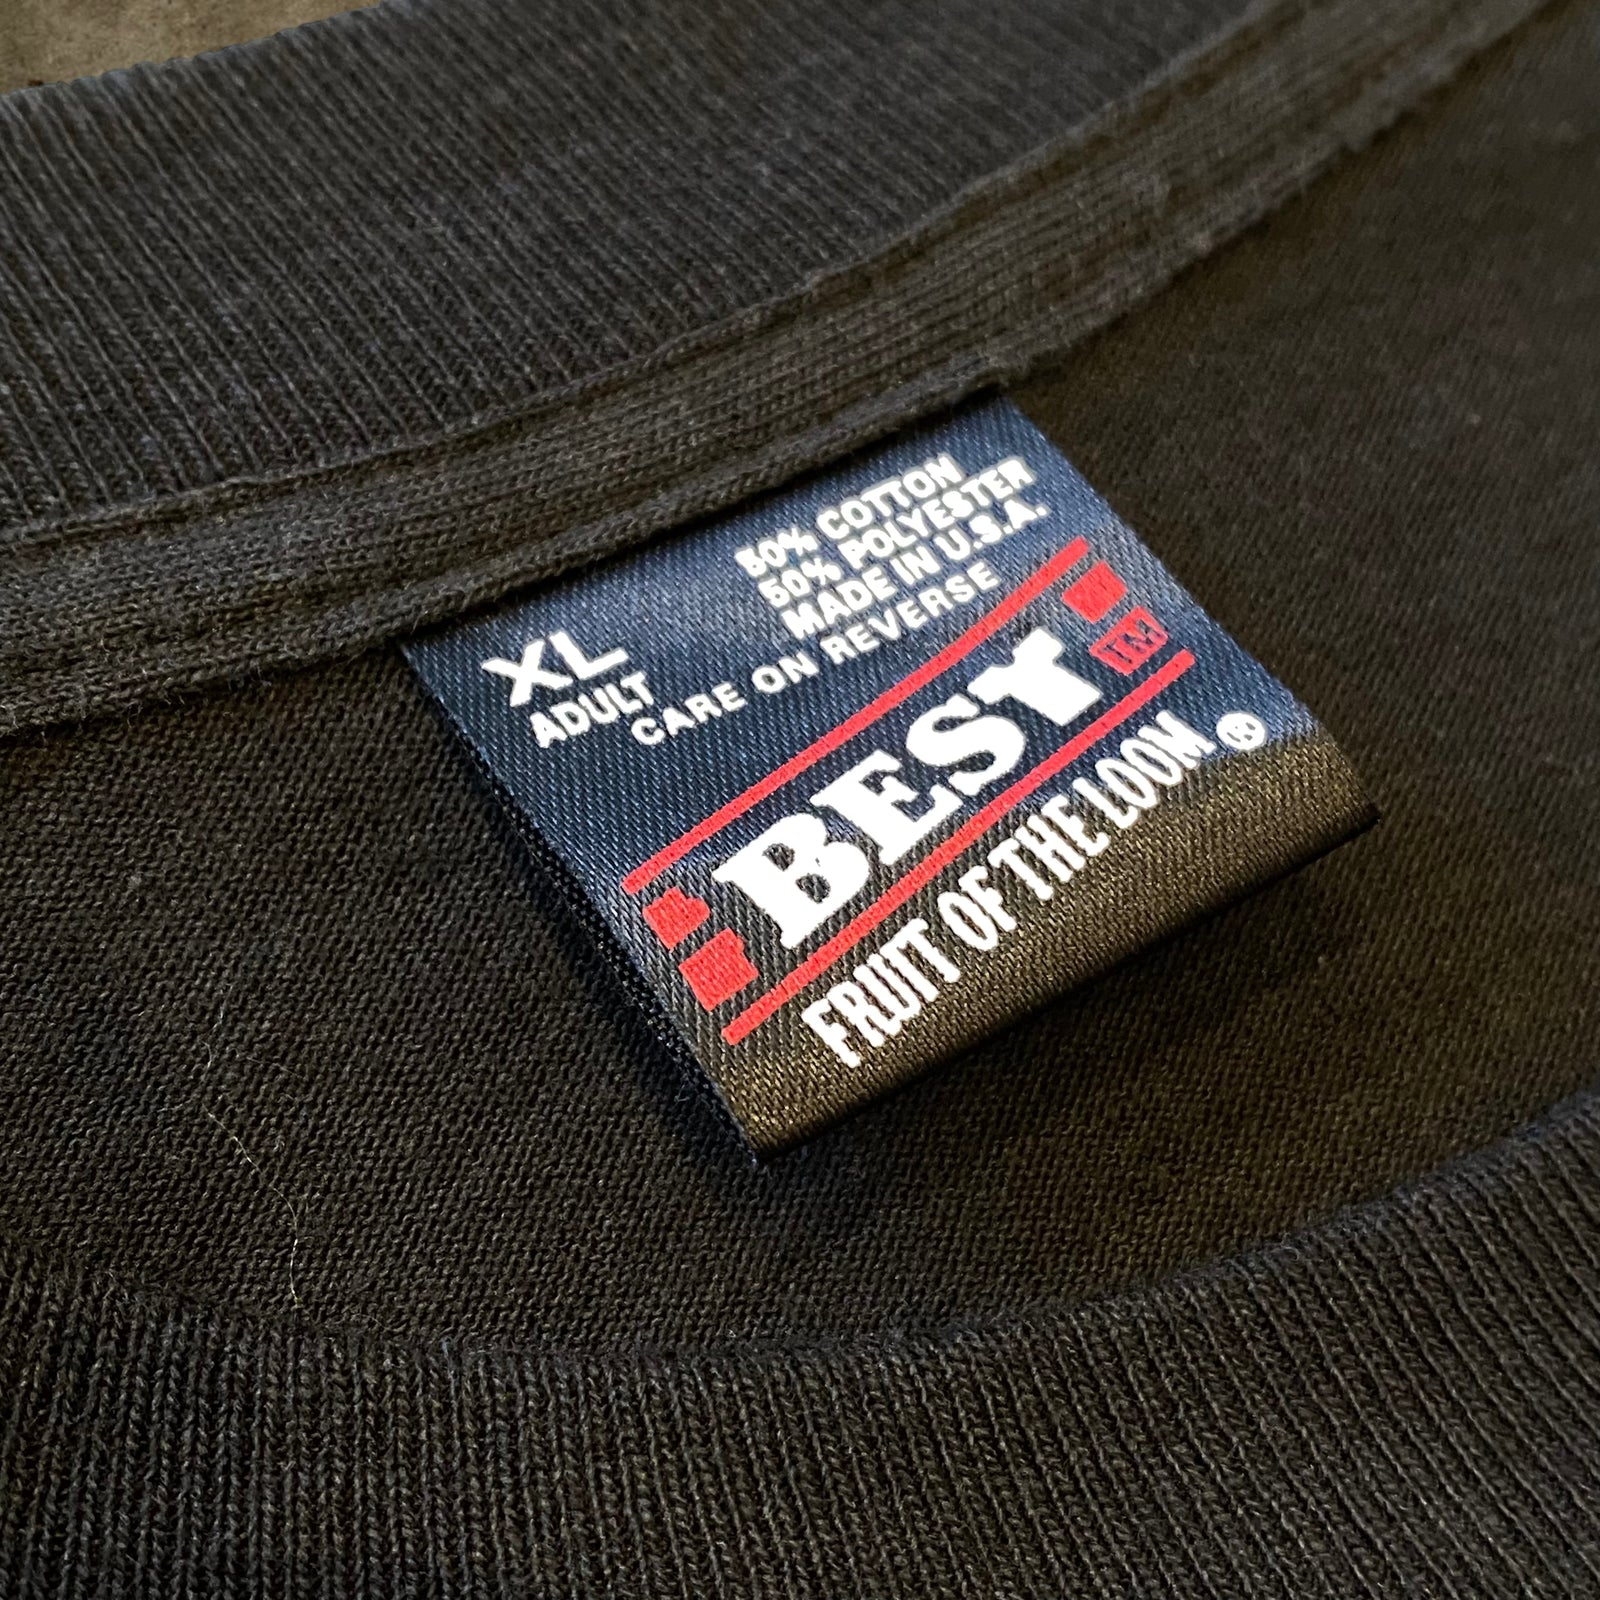 50% COTTON
50% POLYESTER
MADE IN U.S.A.
XL
ADULT
CARE ON REVERSE
BEST TM
FRUIT OF THE LOOM ®